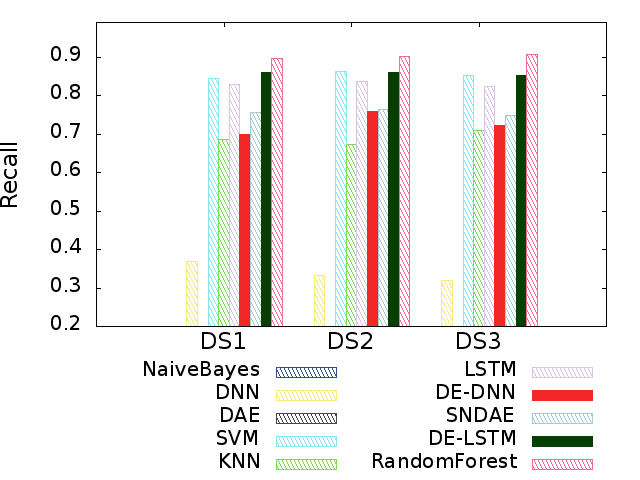 0.9
0.8
0.7
0.6
0.5
0.4
0.3
0.2
Recall
DS1 DS2 DS3
NaiveBayes LSTM
DNN DE-DNN
DAE SNDAE
SVM DE-LSTM
KNN RandomForest